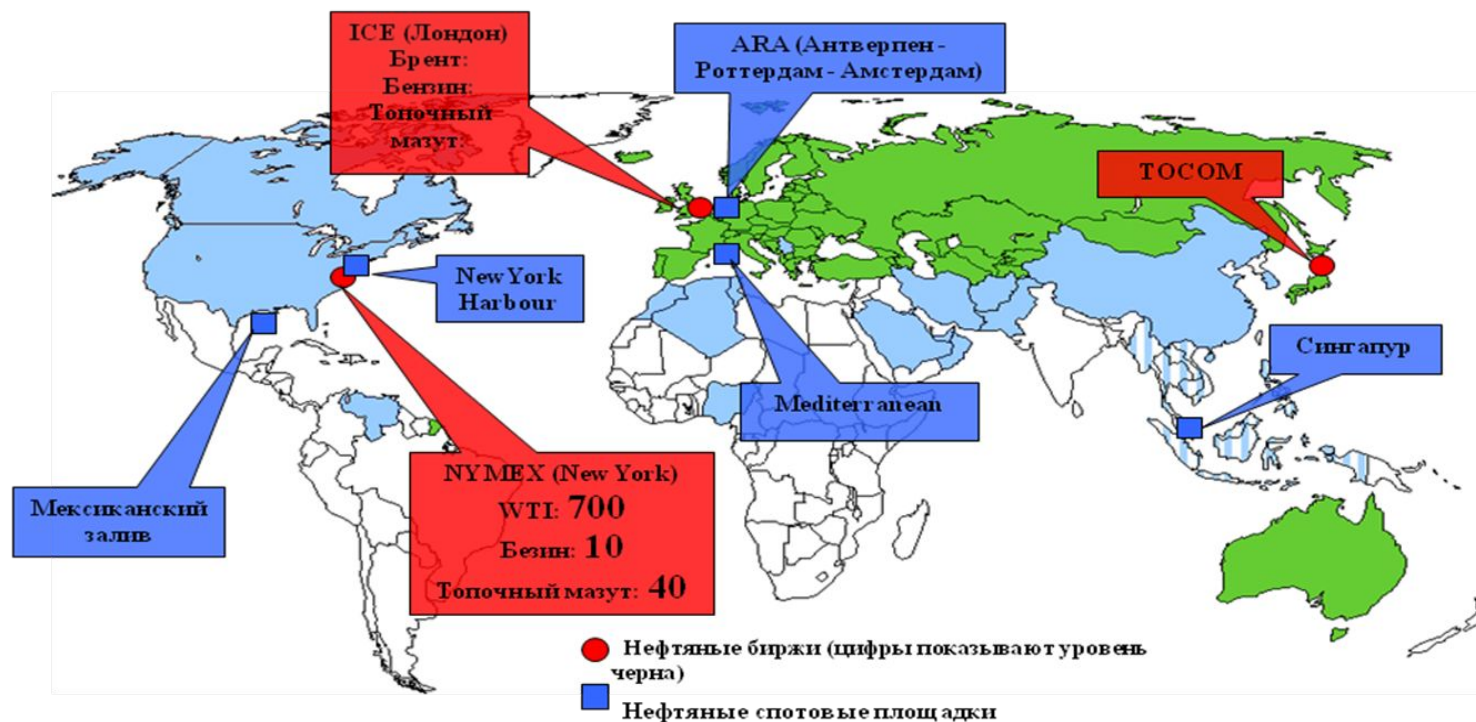 ICE (Лондон)
Брент:
Бензин:
Топочный
мазут:
ARA (Антверпен -
Роттердам - Амстердам)
TOCOM
New York
Harbour
Сингапур
Mediterranean
NYMEX (New York)
WTI: 700
Безин: 10
Топочный мазут: 40
Мексиканский
залив
Нефтяные биржи (цифры показывают уровень
черна)
Нефтяные спотовые площадки